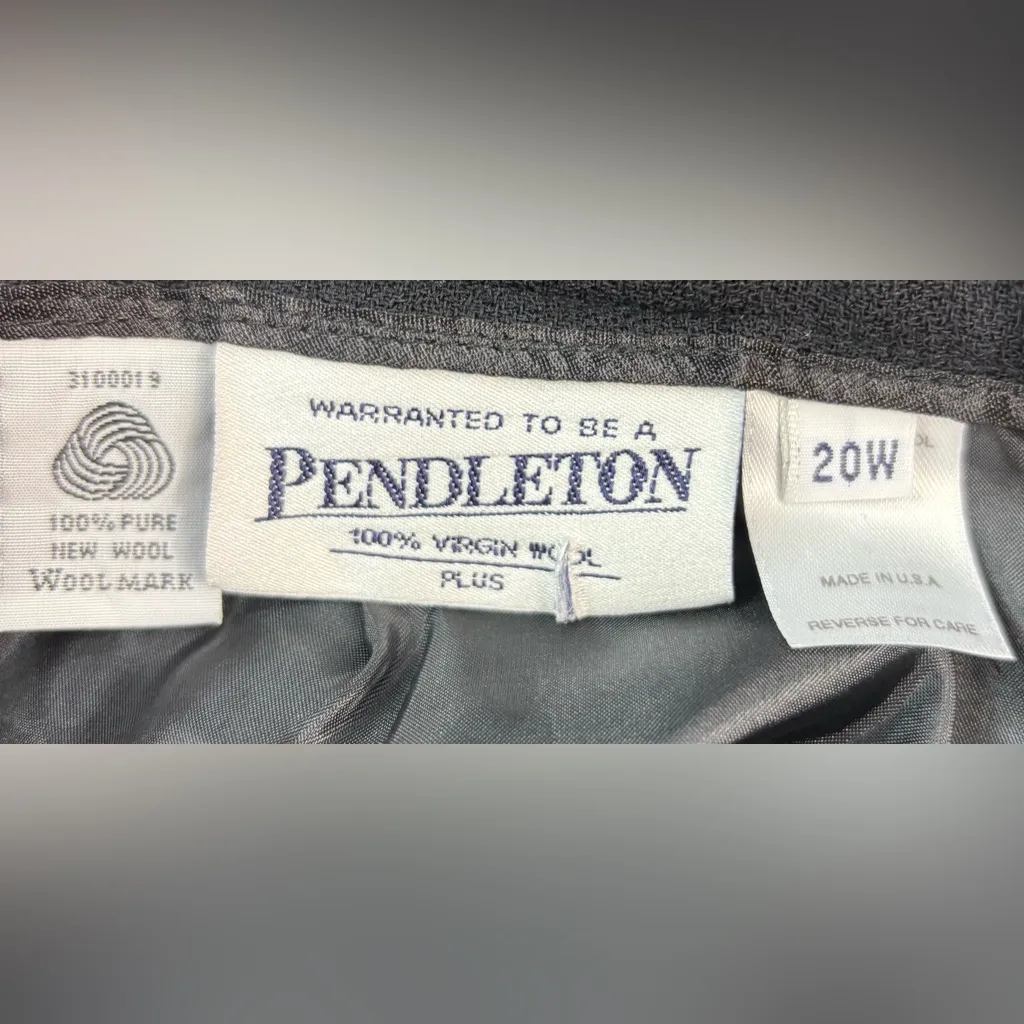 3100019
100% PURE
NEW WOOL
WOOLMARK
WARRANTED TO BE A
PENDLETON
100% VIRGIN WOOL
PLUS
20W
MADE IN U.S.A.
REVERSE FOR CARE